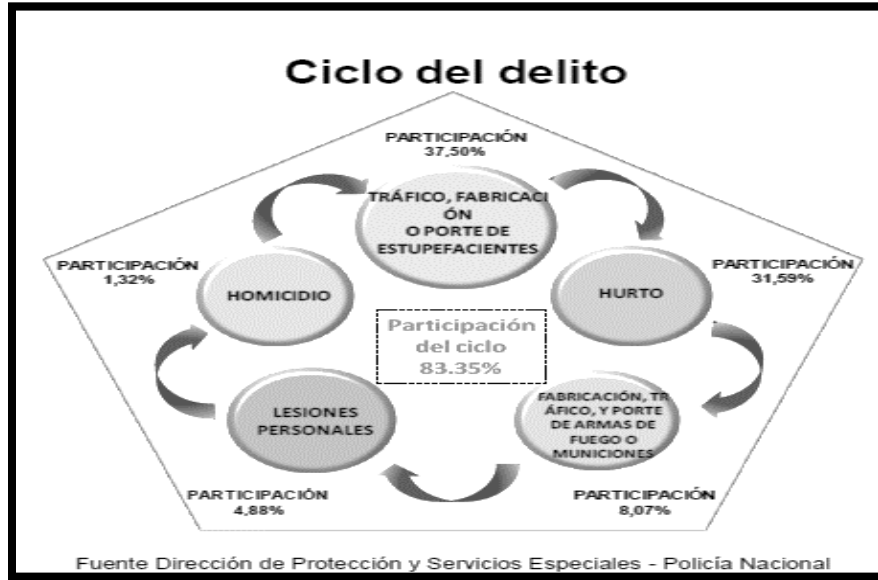 Ciclo del delito
PARTICIPACIÓN
37,50%
TRÁFICO, FABRICACI
ÓN
O PORTE DE
ESTUPEFACIENTES
PARTICIPACIÓN
31,59%
HURTO
FABRICACIÓN, TR
ÁFICO, Y PORTE
DE ARMAS DE
FUEGO O
MUNICIONES
PARTICIPACIÓN
8,07%
LESIONES
PERSONALES
PARTICIPACIÓN
4,88%
HOMICIDIO
PARTICIPACIÓN
1,32%
Participación
del ciclo
83.35%
Fuente Dirección de Protección y Servicios Especiales - Policía Nacional